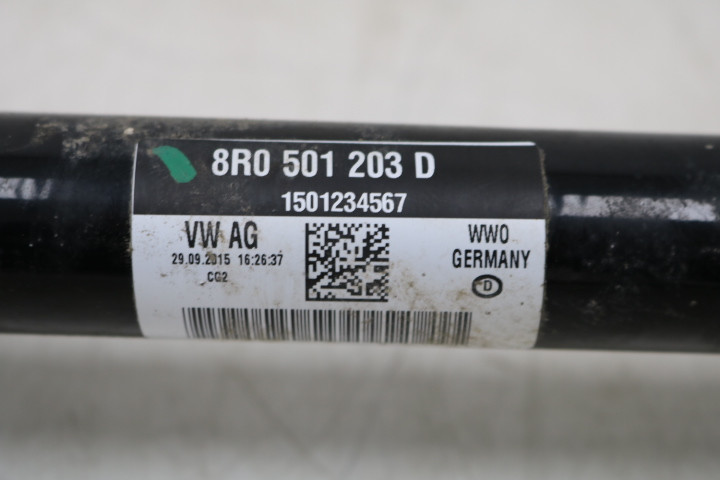 8R0 501 203 D
1501234567
VW AG
29.09.2015 16:26:37
CG2
WWO
GERMANY
D